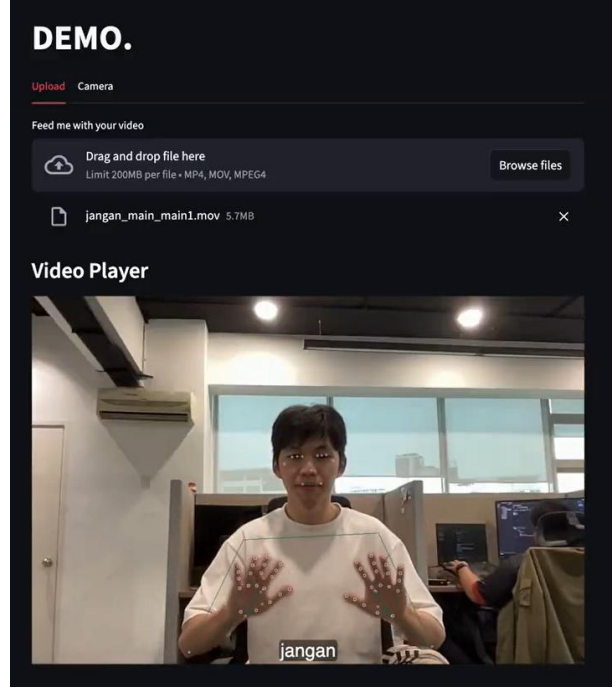 DEMO.
Upload Camera
Feed me with your video
Drag and drop file here
Limit 200MB per file • MP4, MOV, MPEG4
Browse files
jangan_main_main1.mov 5.7MB
Video Player
jangan